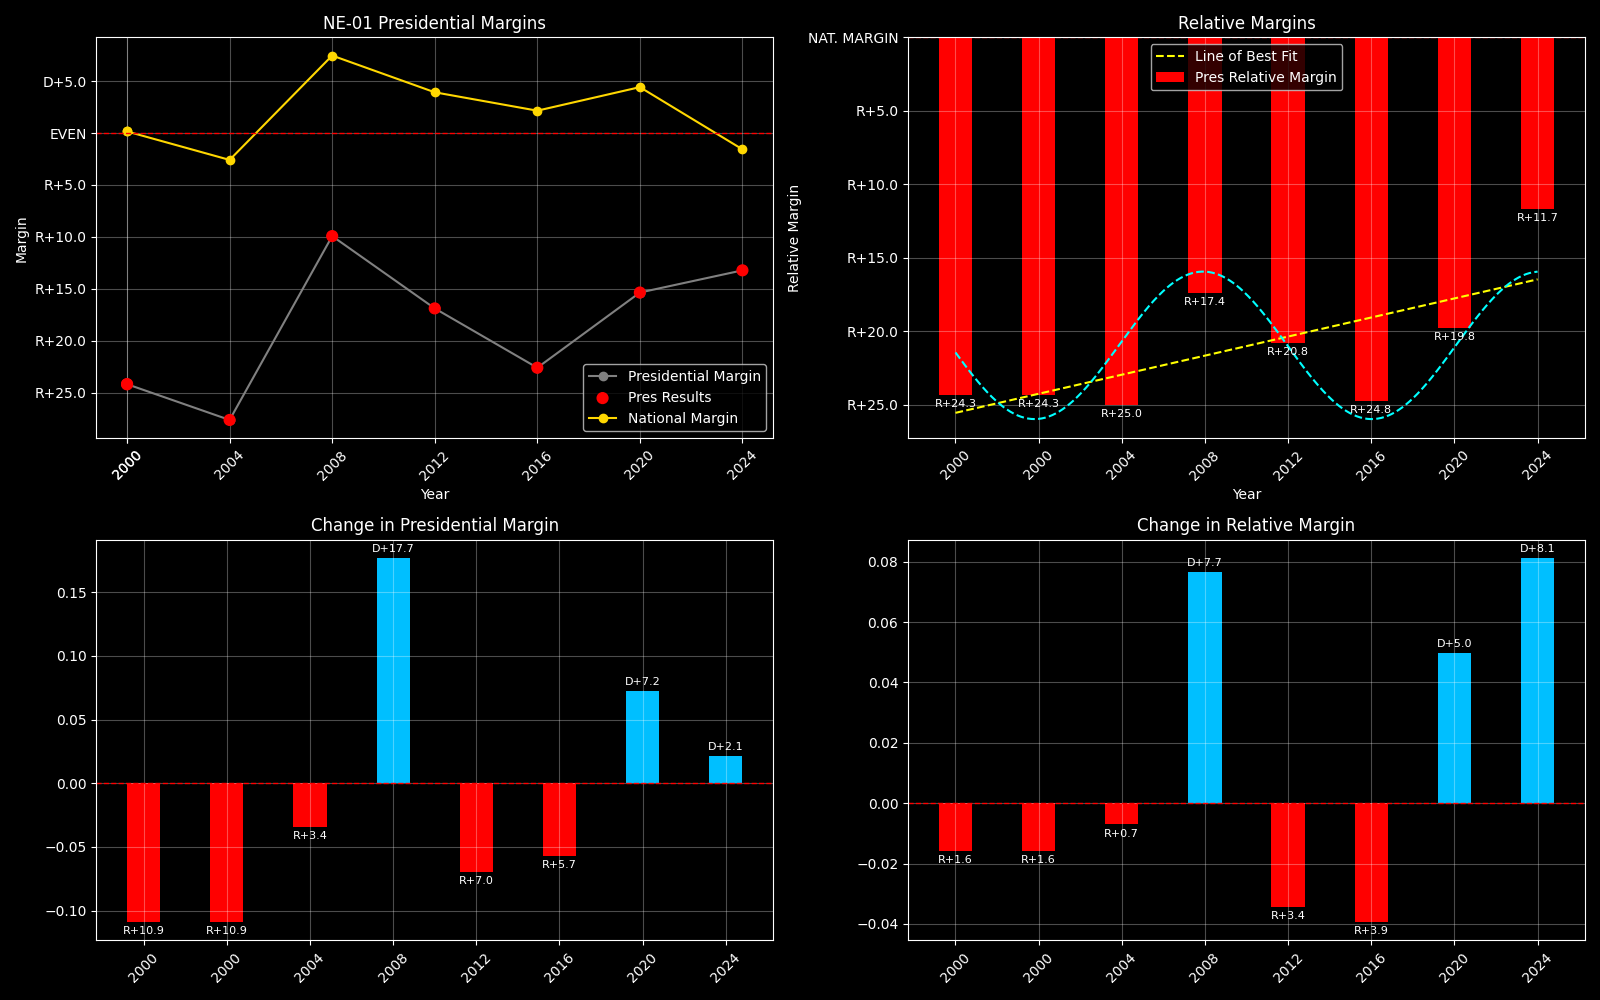 NE-01 Presidential Margins
D+5.0
EVEN
R+5.0
R+10.0
R+15.0
R+20.0
R+25.0
Margin
Presidential Margin
Pres Results
National Margin
2000
2004
2008
2012
2016
2020
2024
Year
Relative Margins
NAT. MARGIN
R+5.0
R+10.0
R+15.0
R+20.0
R+25.0
Relative Margin
Line of Best Fit
Pres Relative Margin
R+24.3
R+24.3
R+25.0
R+17.4
R+20.8
R+24.8
R+19.8
R+11.7
2000
2000
2004
2008
2012
2016
2020
2024
Year
Change in Presidential Margin
0.15
0.10
0.05
0.00
−0.05
−0.10
R+10.9
R+10.9
R+3.4
D+17.7
R+7.0
R+5.7
D+7.2
D+2.1
2000
2000
2004
2008
2012
2016
2020
2024
Change in Relative Margin
0.08
0.06
0.04
0.02
0.00
−0.02
−0.04
R+1.6
R+1.6
R+0.7
D+7.7
R+3.4
R+3.9
D+5.0
D+8.1
2000
2000
2004
2008
2012
2016
2020
2024